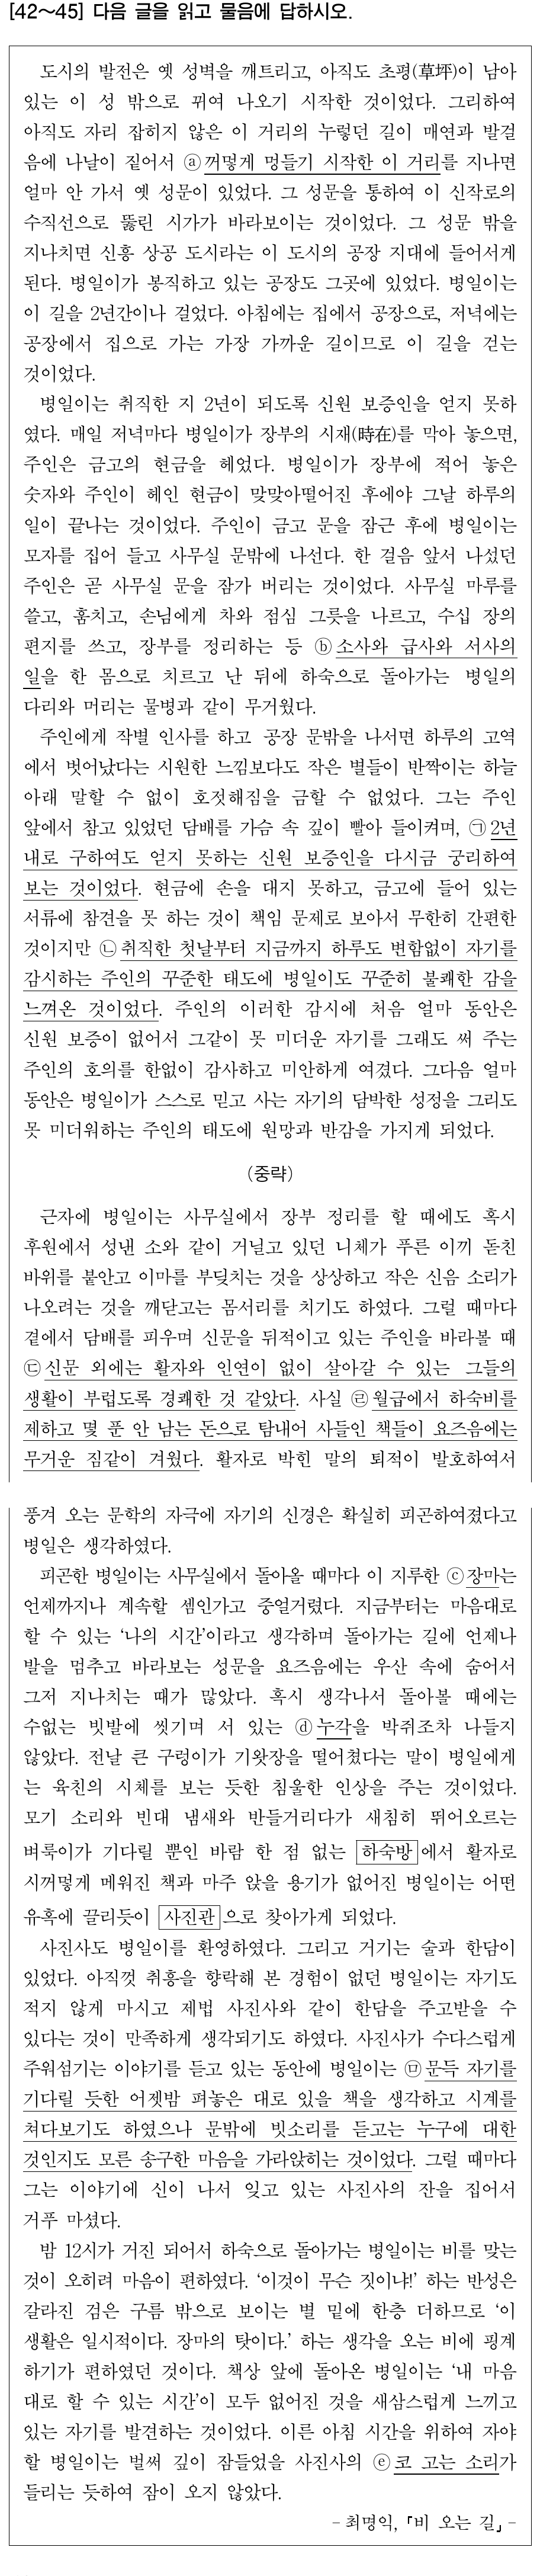 [42～45] 다음 글을 읽고 물음에 답하시오.
도시의 발전은 옛 성벽을 깨트리고, 아직도 초평(草坪)이 남아
있는 이 성 밖으로 뀌여 나오기 시작한 것이었다. 그리하여
아직도 자리 잡히지 않은 이 거리의 누렇던 길이 매연과 발걸
음에 나날이 짙어서 ⓐ꺼멓게 멍들기 시작한 이 거리를 지나면
얼마 안 가서 옛 성문이 있었다. 그 성문을 통하여 이 신작로의
수직선으로 뚫린 시가가 바라보이는 것이었다. 그 성문 밖을
지나치면 신흥 상공 도시라는 이 도시의 공장 지대에 들어서게
된다. 병일이가 봉직하고 있는 공장도 그곳에 있었다. 병일이는
이 길을 2년간이나 걸었다. 아침에는 집에서 공장으로, 저녁에는
공장에서 집으로 가는 가장 가까운 길이므로 이 길을 걷는
것이었다.
병일이는 취직한 지 2년이 되도록 신원 보증인을 얻지 못하
였다. 매일 저녁마다 병일이가 장부의 시재(時在)를 막아 놓으면,
주인은 금고의 현금을 헤었다. 병일이가 장부에 적어 놓은
숫자와 주인이 헤인 현금이 맞맞아떨어진 후에야 그날 하루의
일이 끝나는 것이었다. 주인이 금고 문을 잠근 후에 병일이는
모자를 집어 들고 사무실 문밖에 나선다. 한 걸음 앞서 나섰던
주인은 곧 사무실 문을 잠가 버리는 것이었다. 사무실 마루를
쓸고, 훔치고, 손님에게 차와 점심 그릇을 나르고, 수십 장의
편지를 쓰고, 장부를 정리하는 등 ⓑ소사와 급사와 서사의
일을 한 몸으로 치르고 난 뒤에 하숙으로 돌아가는 병일의
다리와 머리는 물병과 같이 무거웠다.
주인에게 작별 인사를 하고 공장 문밖을 나서면 하루의 고역
에서 벗어났다는 시원한 느낌보다도 작은 별들이 반짝이는 하늘
아래 말할 수 없이 호젓해짐을 금할 수 없었다. 그는 주인
앞에서 참고 있었던 담배를 가슴 속 깊이 빨아 들이켜며, ㉠2년
내로 구하여도 얻지 못하는 신원 보증인을 다시금 궁리하여
보는 것이었다. 현금에 손을 대지 못하고, 금고에 들어 있는
서류에 참견을 못 하는 것이 책임 문제로 보아서 무한히 간편한
것이지만 ㉡취직한 첫날부터 지금까지 하루도 변함없이 자기를
감시하는 주인의 꾸준한 태도에 병일이도 꾸준히 불쾌한 감을
느껴온 것이었다. 주인의 이러한 감시에 처음 얼마 동안은
신원 보증이 없어서 그같이 못 미더운 자기를 그래도 써 주는
주인의 호의를 한없이 감사하고 미안하게 여겼다. 그다음 얼마
동안은 병일이가 스스로 믿고 사는 자기의 담박한 성정을 그리도
못 미더워하는 주인의 태도에 원망과 반감을 가지게 되었다.
(중략)
근자에 병일이는 사무실에서 장부 정리를 할 때에도 혹시
후원에서 성낸 소와 같이 거닐고 있던 니체가 푸른 이끼 돋친
바위를 붙안고 이마를 부딪치는 것을 상상하고 작은 신음 소리가
나오려는 것을 깨닫고는 몸서리를 치기도 하였다. 그럴 때마다
곁에서 담배를 피우며 신문을 뒤적이고 있는 주인을 바라볼 때
㉢신문 외에는 활자와 인연이 없이 살아갈 수 있는 그들의
생활이 부럽도록 경쾌한 것 같았다. 사실 ㉣월급에서 하숙비를
제하고 몇 푼 안 남는 돈으로 탐내어 사들인 책들이 요즈음에는
무거운 짐같이 겨웠다. 활자로 박힌 말의 퇴적이 발호하여서
풍겨 오는 문학의 자극에 자기의 신경은 확실히 피곤하여졌다고
병일은 생각하였다.
피곤한 병일이는 사무실에서 돌아올 때마다 이 지루한 ⓒ장마는
언제까지나 계속할 셈인가고 중얼거렸다. 지금부터는 마음대로
할 수 있는 ‘나의 시간’이라고 생각하며 돌아가는 길에 언제나
발을 멈추고 바라보는 성문을 요즈음에는 우산 속에 숨어서
그저 지나치는 때가 많았다. 혹시 생각나서 돌아볼 때에는
수없는 빗발에 씻기며 서 있는 ⓓ누각을 박쥐조차 나들지
않았다. 전날 큰 구렁이가 기왓장을 떨어쳤다는 말이 병일에게
는 육친의 시체를 보는 듯한 침울한 인상을 주는 것이었다.
모기 소리와 빈대 냄새와 반들거리다가 새침히 뛰어오르는
벼룩이가 기다릴 뿐인 바람 한 점 없는 하숙방에서 활자로
시꺼멓게 메워진 책과 마주 앉을 용기가 없어진 병일이는 어떤
유혹에 끌리듯이 사진관으로 찾아가게 되었다.
사진사도 병일이를 환영하였다. 그리고 거기는 술과 한담이
있었다. 아직껏 취흥을 향락해 본 경험이 없던 병일이는 자기도
적지 않게 마시고 제법 사진사와 같이 한담을 주고받을 수
있다는 것이 만족하게 생각되기도 하였다. 사진사가 수다스럽게
주워섬기는 이야기를 듣고 있는 동안에 병일이는 ㉤문득 자기를
기다릴 듯한 어젯밤 펴놓은 대로 있을 책을 생각하고 시계를
쳐다보기도 하였으나 문밖에 빗소리를 듣고는 누구에 대한
것인지도 모른 송구한 마음을 가라앉히는 것이었다. 그럴 때마다
그는 이야기에 신이 나서 잊고 있는 사진사의 잔을 집어서
거푸 마셨다.
밤 12시가 거진 되어서 하숙으로 돌아가는 병일이는 비를 맞는
것이 오히려 마음이 편하였다. ‘이것이 무슨 짓이냐!’ 하는 반성은
갈라진 검은 구름 밖으로 보이는 별 밑에 한층 더하므로 ‘이
생활은 일시적이다. 장마의 탓이다.’ 하는 생각을 오는 비에 핑계
하기가 편하였던 것이다. 책상 앞에 돌아온 병일이는 ‘내 마음
대로 할 수 있는 시간’이 모두 없어진 것을 새삼스럽게 느끼고
있는 자기를 발견하는 것이었다. 이른 아침 시간을 위하여 자야
할 병일이는 벌써 깊이 잠들었을 사진사의 ⓔ코 고는 소리가
들리는 듯하여 잠이 오지 않았다.
- 최명익, 「비 오는 길」 -